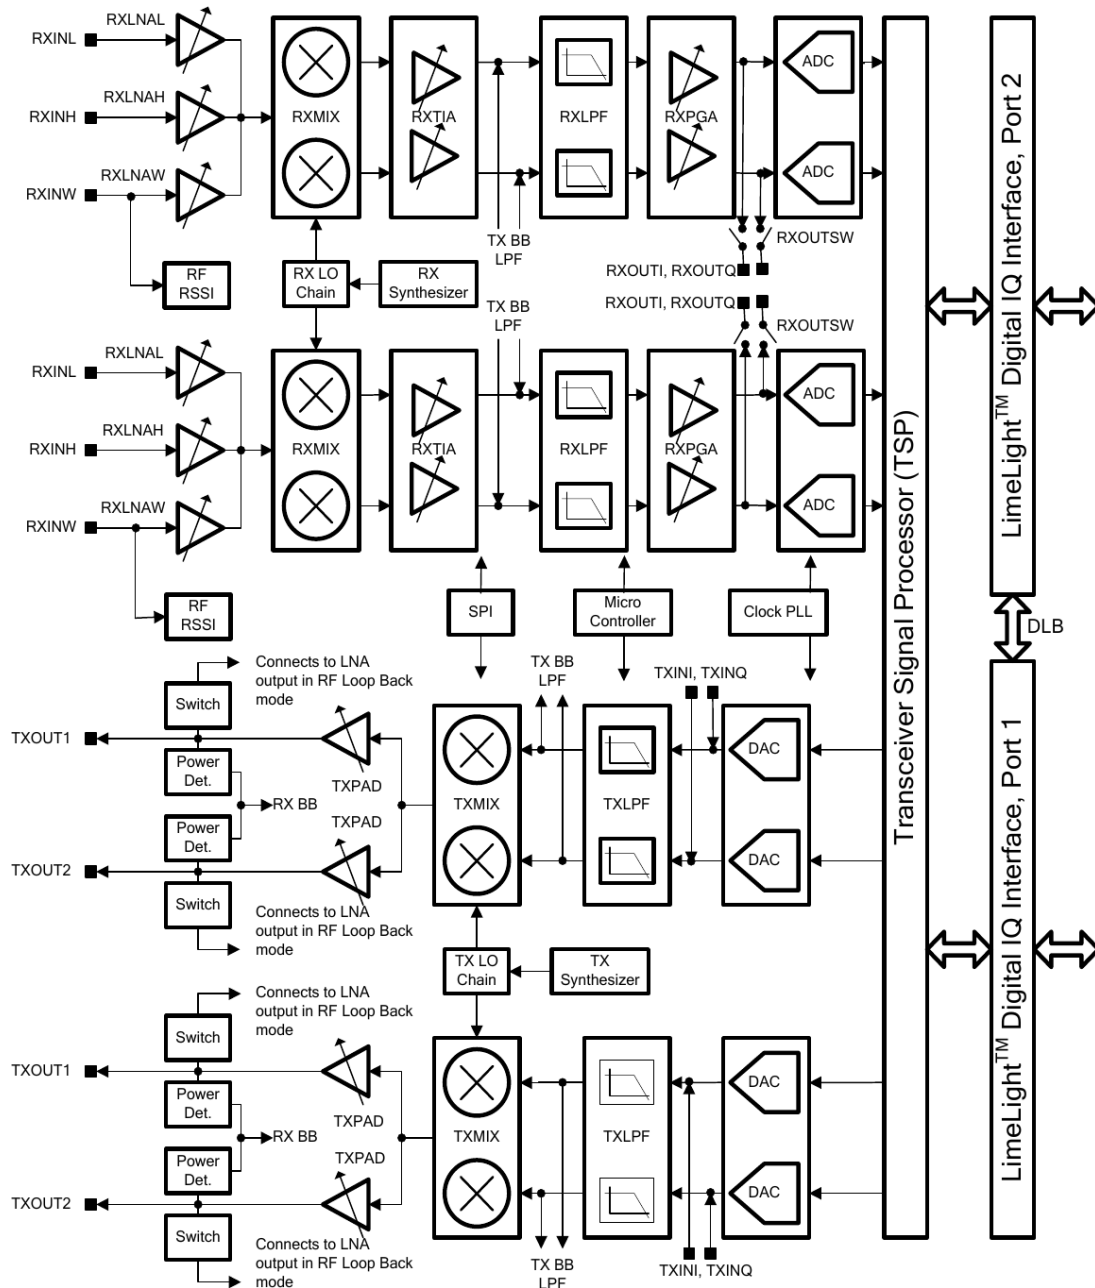 RXINL
RXLNAL
RXINH
RXLNAH
RXINW
RXLNAW
RF
RSSI
RXMIX
RXTIA
RXLPF
RXPGA
ADC
ADC
TX BB
LPF
RX LO
Chain
RX
Synthesizer
RXOUTSW
RXOUTI, RXOUTQ
RXOUTI, RXOUTQ
RXOUTSW
TX BB
LPF
RXINL
RXLNAL
RXINH
RXLNAH
RXINW
RXLNAW
RF
RSSI
RXMIX
RXTIA
RXLPF
RXPGA
ADC
ADC
SPI
Micro
Controller
Clock PLL
Transceiver Signal Processor (TSP)
LimeLight™ Digital IQ Interface, Port 2
DLB
LimeLight™ Digital IQ Interface, Port 1
Connects to LNA
output in RF Loop Back
mode
Switch
TXOUT1
Power
Det.
TXPAD
RX BB
Power
Det.
TXPAD
TXOUT2
Switch
Connects to LNA
output in RF Loop Back
mode
TXMIX
TX BB
LPF
TXLPF
TXINI, TXINQ
DAC
DAC
TX LO
Chain
TX
Synthesizer
Connects to LNA
output in RF Loop Back
mode
Switch
TXOUT1
Power
Det.
TXPAD
RX BB
Power
Det.
TXPAD
TXOUT2
Switch
Connects to LNA
output in RF Loop Back
mode
TXMIX
TXLPF
DAC
DAC
TX BB
LPF
TXINI, TXINQ